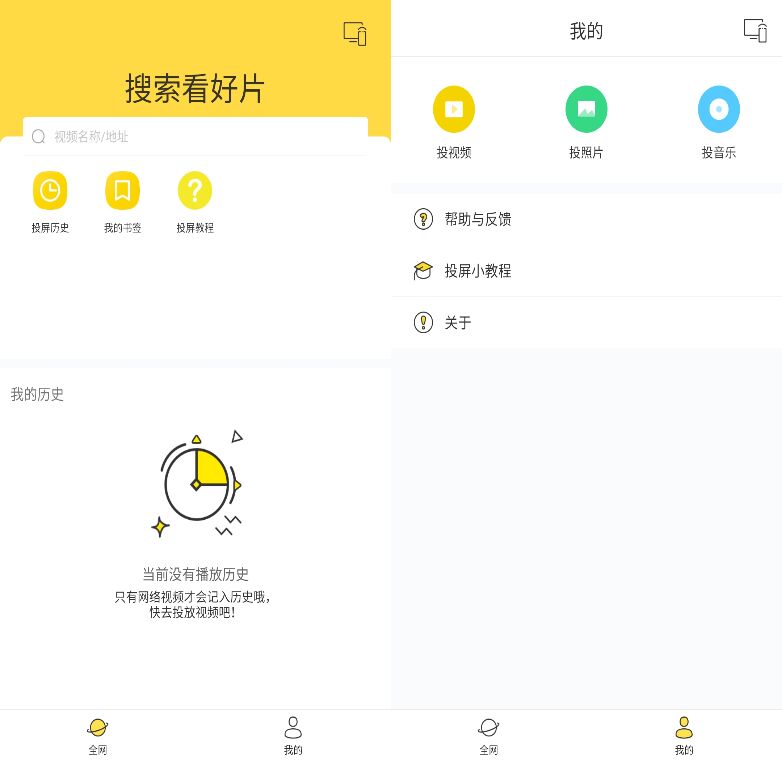 搜索看好片
视频名称/地址
投屏历史
我的书签
投屏教程
我的历史
当前没有播放历史
只有网络视频才会记入历史哦，
快去投放视频吧！
全网
我的
我的
投视频
投照片
投音乐
帮助与反馈
投屏小教程
关于
全网
我的